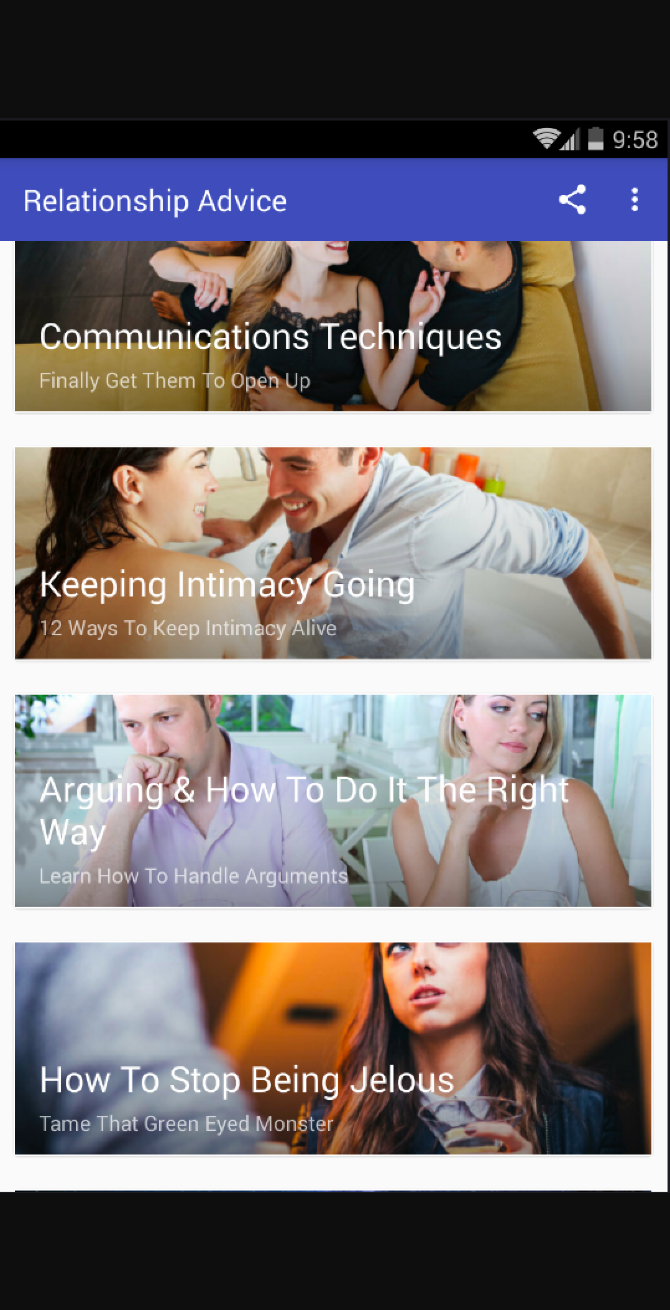 9:58
Relationship Advice
Communications Techniques
Finally Get Them To Open Up
Keeping Intimacy Going
12 Ways To Keep Intimacy Alive
Arguing & How To Do It The Right
Way
Learn How To Handle Arguments
How To Stop Being Jelous
Tame That Green Eyed Monster